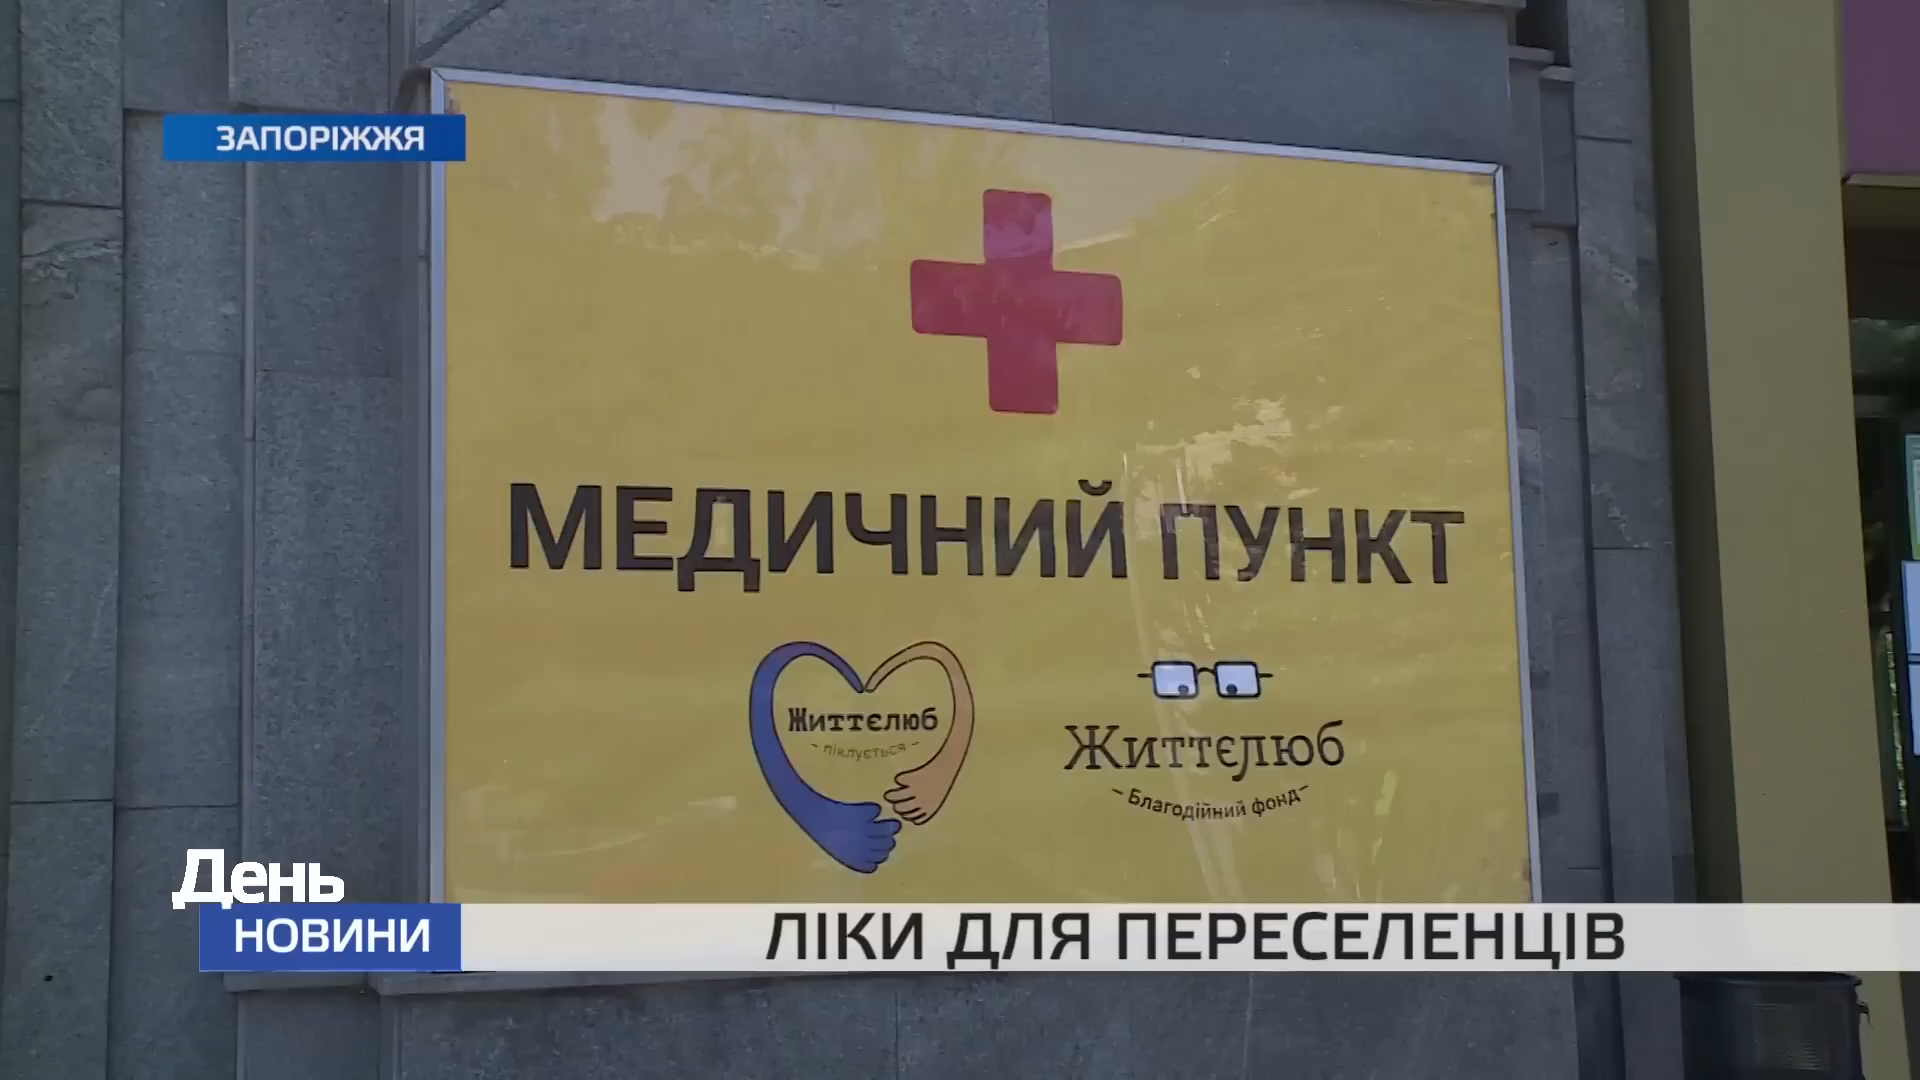 ЗАПОРІЖЖЯ
МЕДИЧНИЙ ПУНКТ
Життєлюб
- піклується -
Життєлюб
- Благодійний фонд -
День
НОВИНИ
ЛІКИ ДЛЯ ПЕРЕСЕЛЕНЦІВ